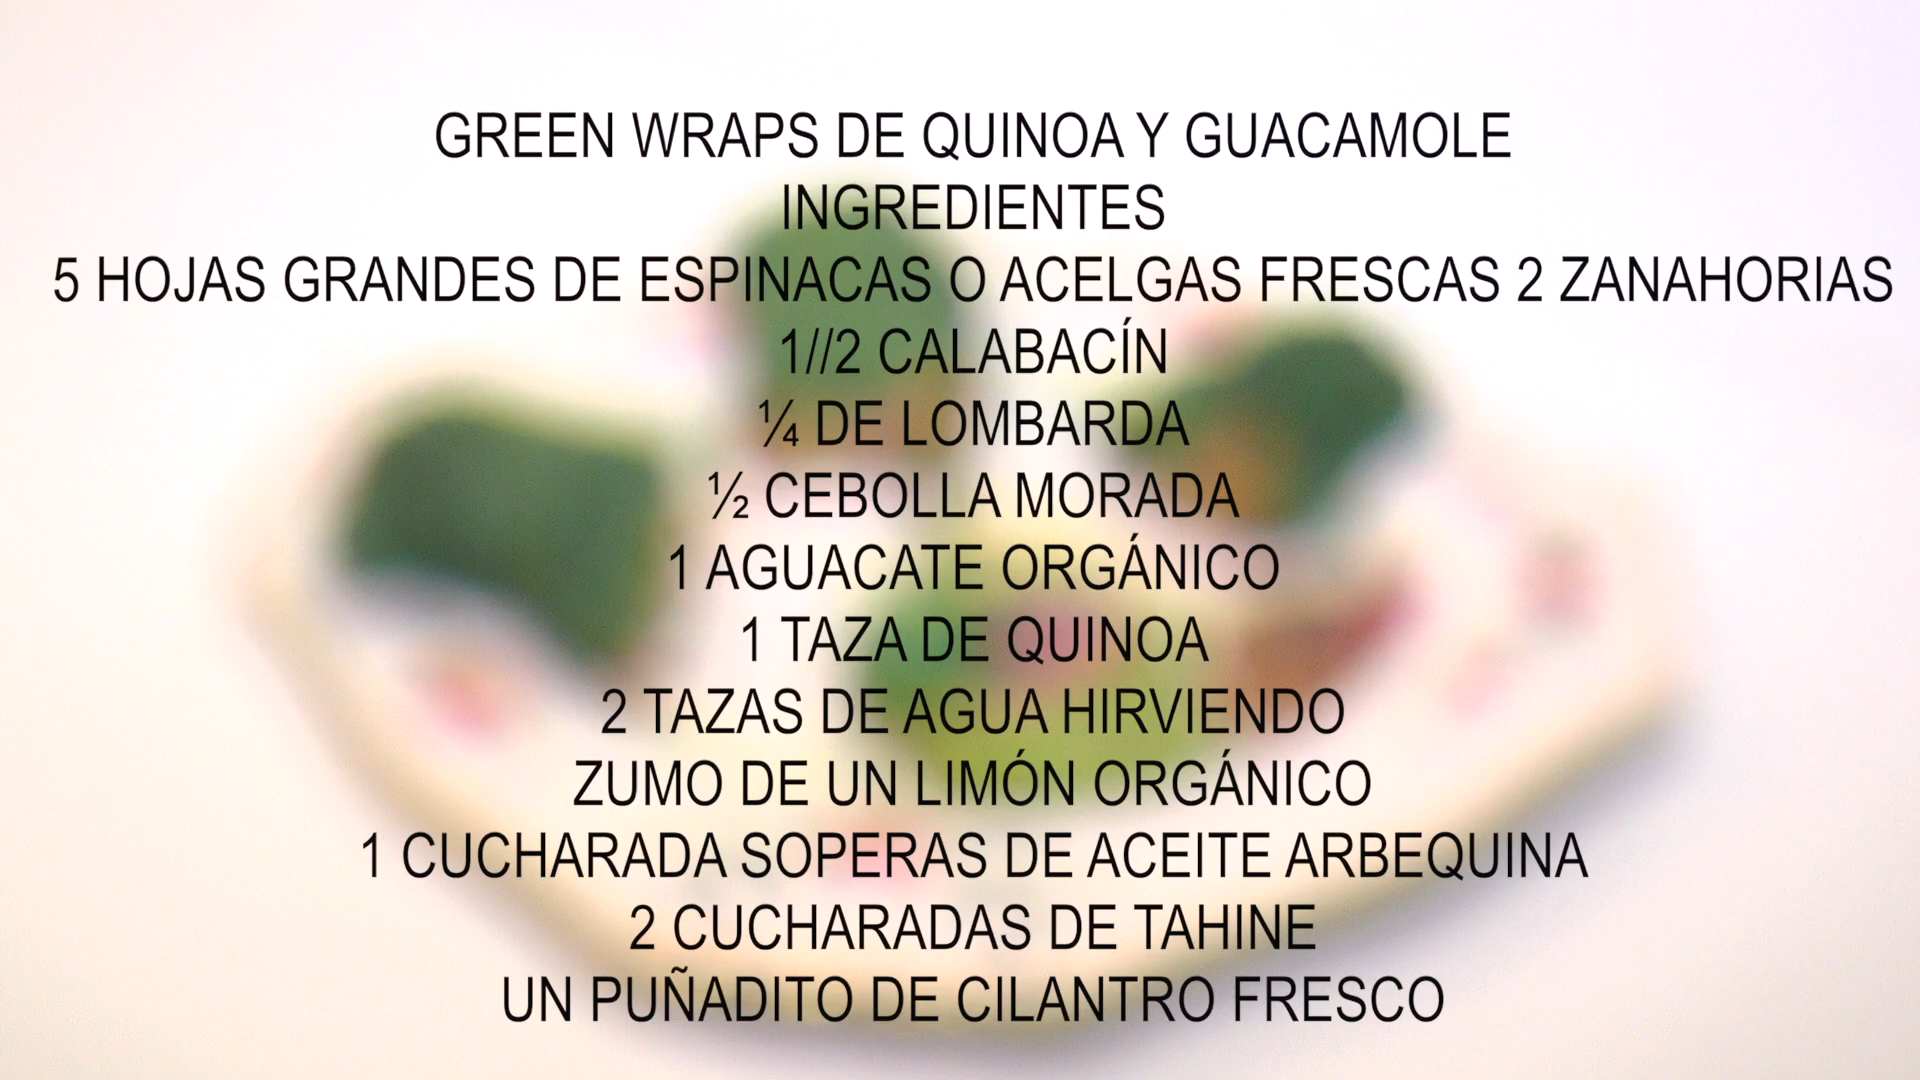 GREEN WRAPS DE QUINOA Y GUACAMOLE
INGREDIENTES
5 HOJAS GRANDES DE ESPINACAS O ACELGAS FRESCAS 2 ZANAHORIAS
1//2 CALABACÍN
¼ DE LOMBARDA
½ CEBOLLA MORADA
1 AGUACATE ORGÁNICO
1 TAZA DE QUINOA
2 TAZAS DE AGUA HIRVIENDO
ZUMO DE UN LIMÓN ORGÁNICO
1 CUCHARADA SOPERAS DE ACEITE ARBEQUINA
2 CUCHARADAS DE TAHINE
UN PUÑADITO DE CILANTRO FRESCO